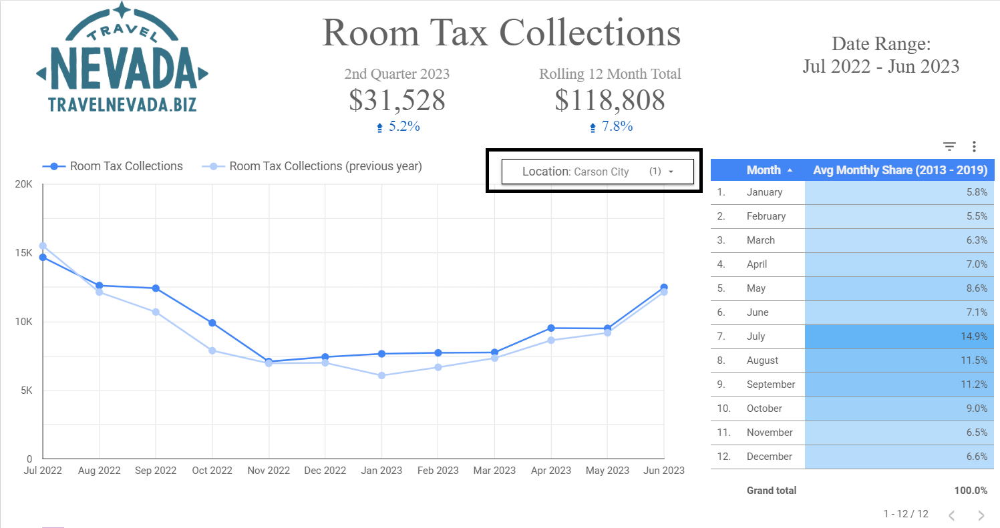 TRAVEL
NEVADA
TRAVELNEVADA.BIZ
Room Tax Collections
2nd Quarter 2023
$31,528
5.2%
Rolling 12 Month Total
$118,808
7.8%
Date Range:
Jul 2022 - Jun 2023
Room Tax Collections Room Tax Collections (previous year)
Location: Carson City (1)
20K
15K
10K
5K
0
Jul 2022 Aug 2022 Sep 2022 Oct 2022 Nov 2022 Dec 2022 Jan 2023 Feb 2023 Mar 2023 Apr 2023 May 2023 Jun 2023
Month Avg Monthly Share (2013 - 2019)
1. January 5.8%
2. February 5.5%
3. March 6.3%
4. April 7.0%
5. May 8.6%
6. June 7.1%
7. July 14.9%
8. August 11.5%
9. September 11.2%
10. October 9.0%
11. November 6.5%
12. December 6.6%
Grand total 100.0%
1 - 12 / 12